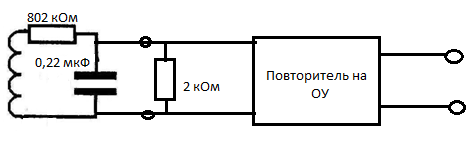 802 кОм
0,22 мкФ
2 кОм
Повторитель на
ОУ